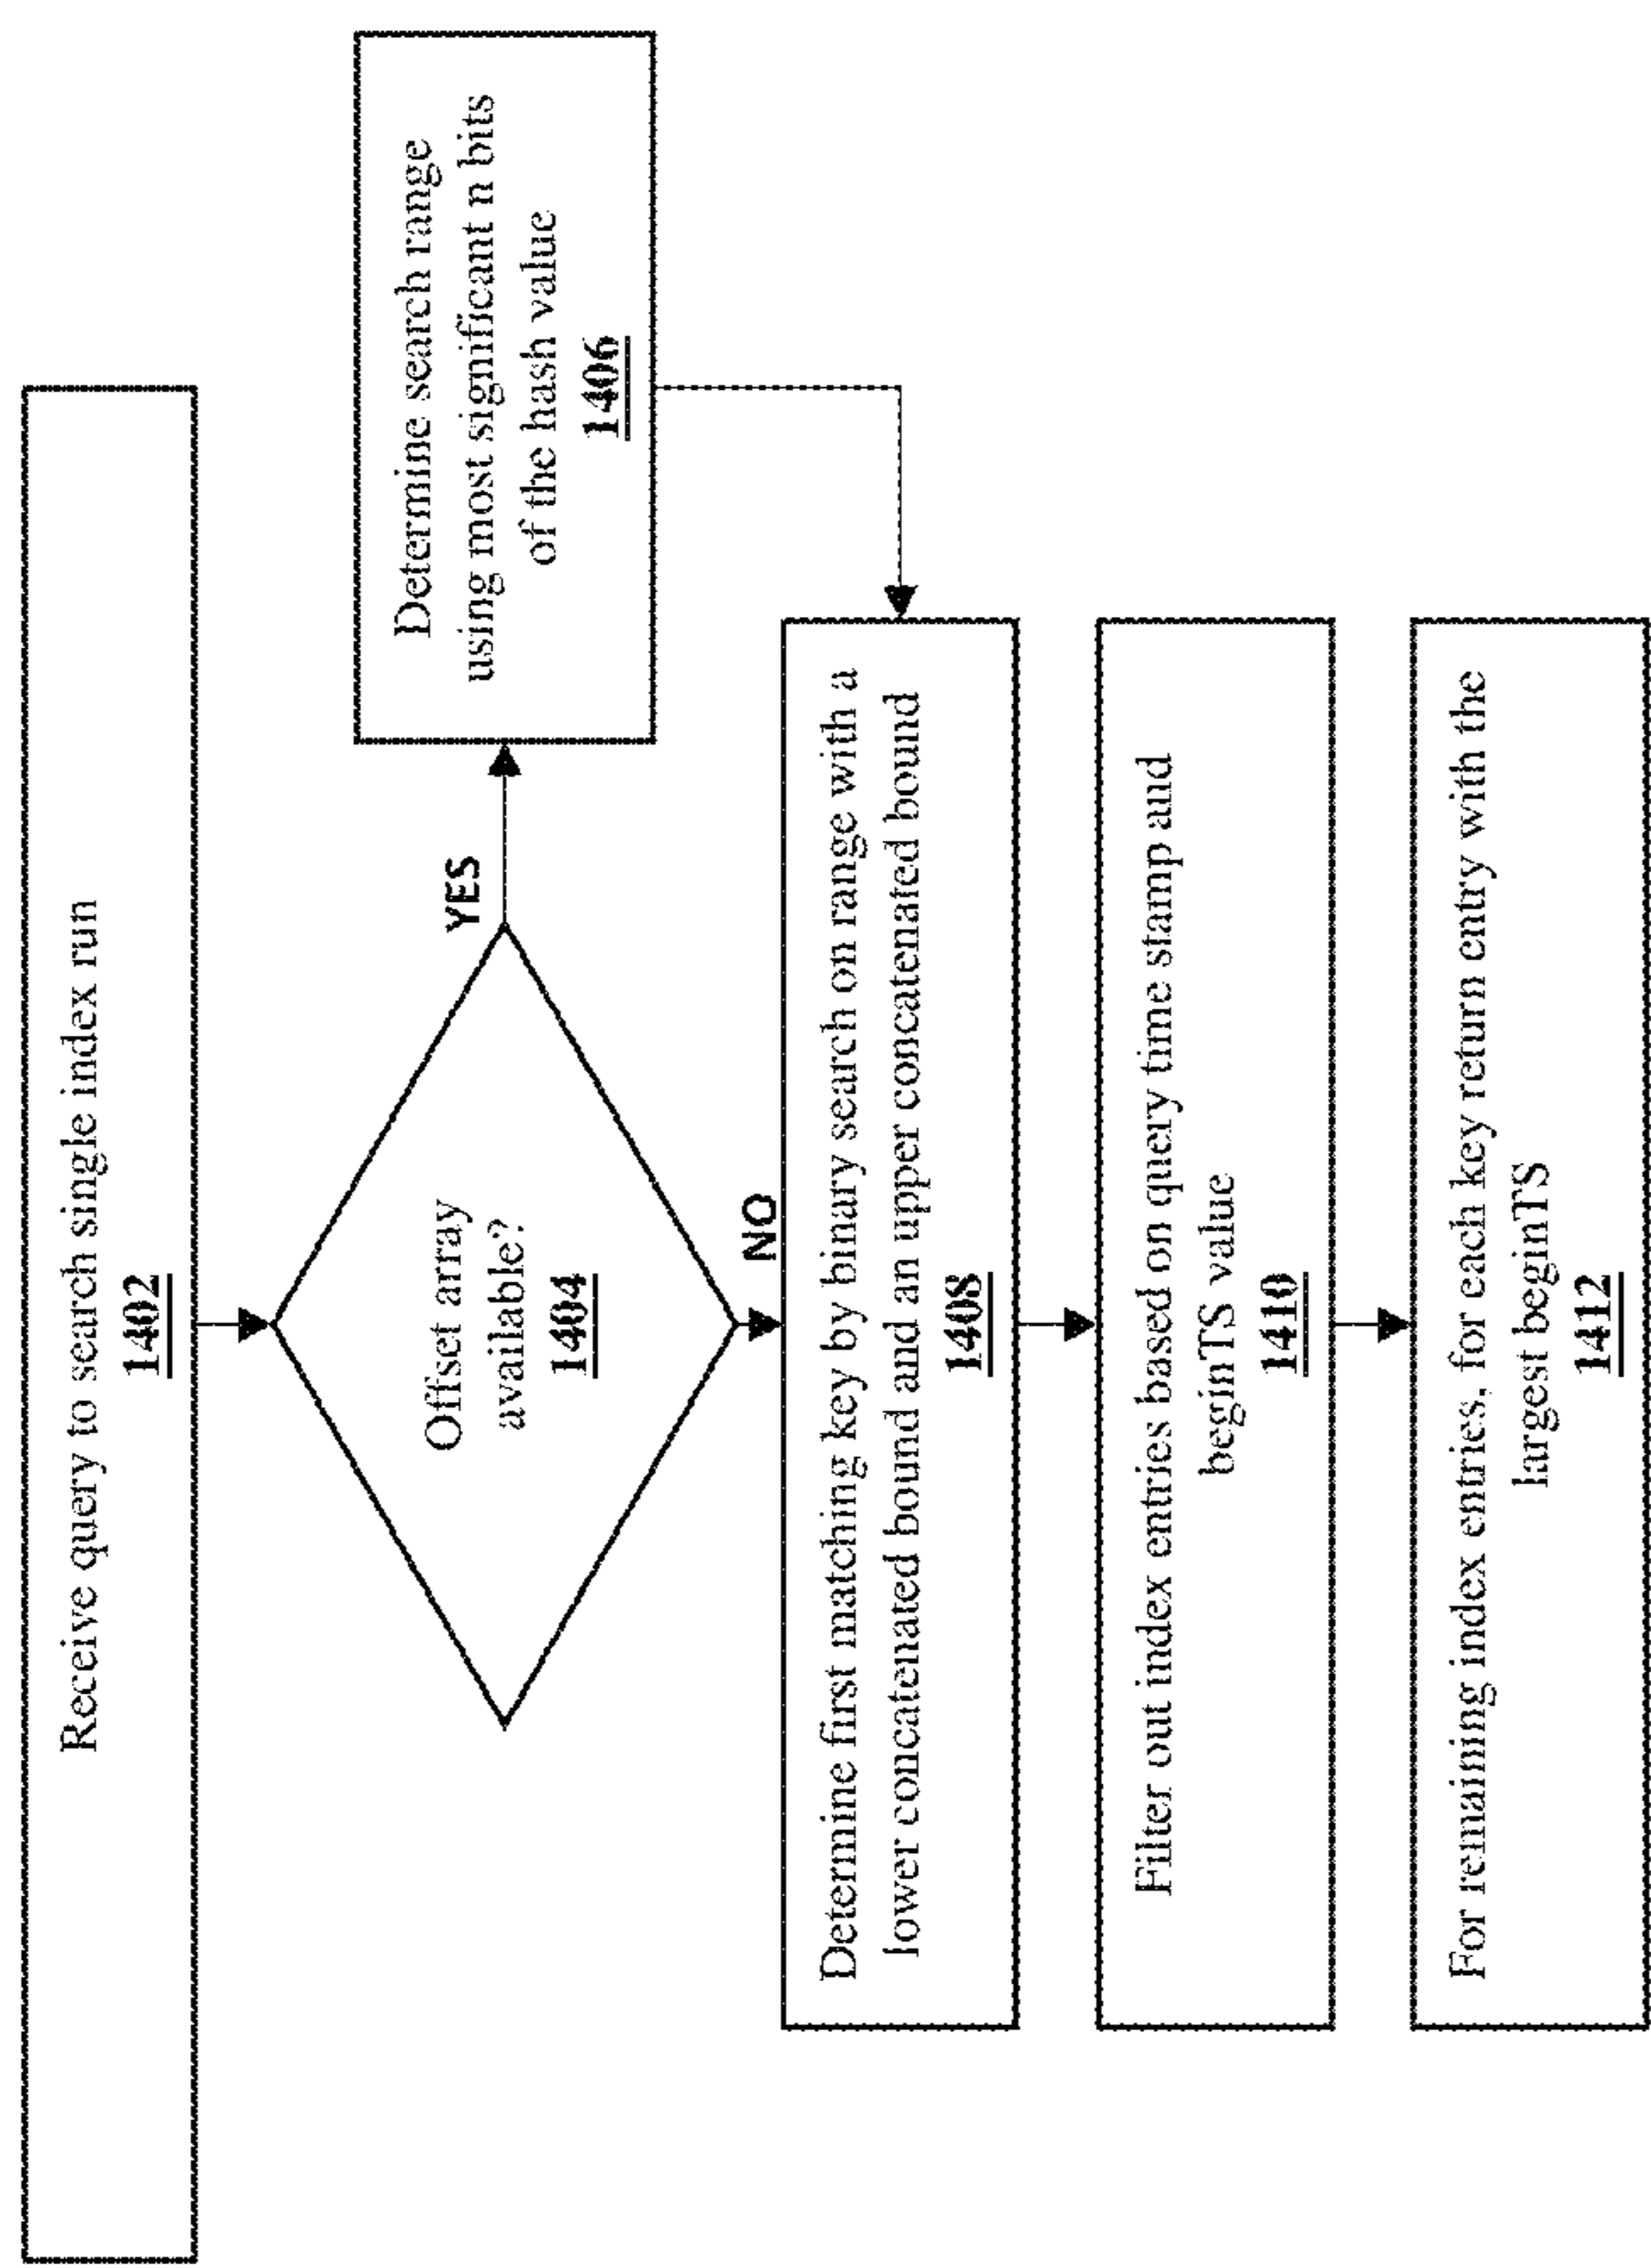 Receive query to search single index run
1402
Offset array
available?
1404
YES
Determine search range
using most significant n bits
of the hash value
1406
NO
Determine first matching key by binary search on range with a
lower concatenated bound and an upper concatenated bound
1408
Filter out index entries based on query time stamp and
beginTS value
1410
For remaining index entries, for each key return entry with the
largest beginTS
1412